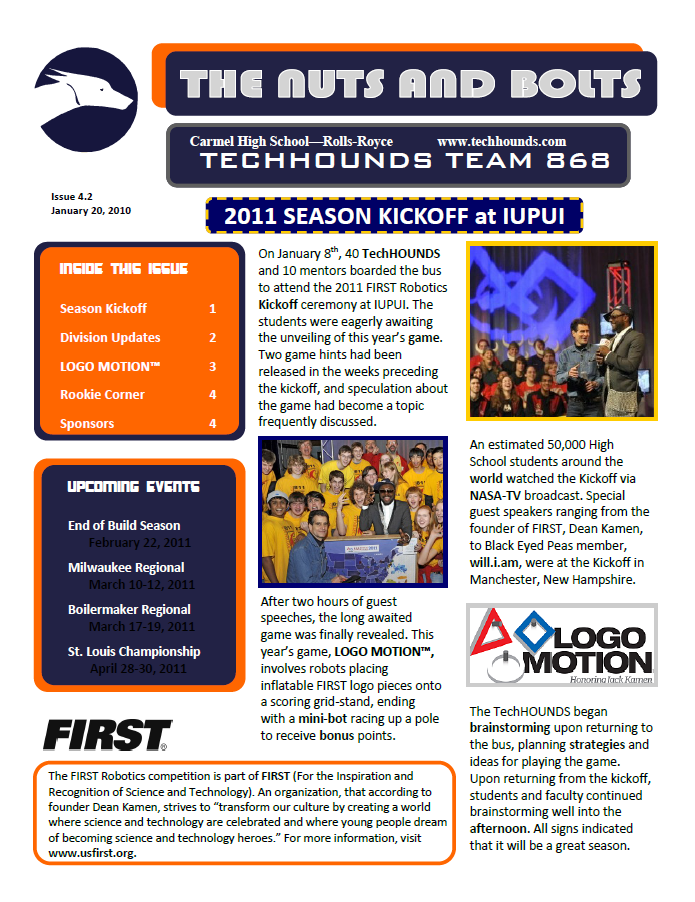 THE NUTS AND BOLTS
Carmel High School—Rolls-Royce www.techhounds.com
TECHHOUNDS TEAM 868
Issue 4.2
January 20, 2010
2011 SEASON KICKOFF at IUPUI
INSIDE THIS ISSUE
Season Kickoff 1
Division Updates 2
LOGO MOTION™ 3
Rookie Corner 4
Sponsors 4
UPCOMING EVENTS
End of Build Season
February 22, 2011
Milwaukee Regional
March 10-12, 2011
Boilermaker Regional
March 17-19, 2011
St. Louis Championship
April 28-30, 2011
On January 8th, 40 TechHOUNDS
and 10 mentors boarded the bus
to attend the 2011 FIRST Robotics
Kickoff ceremony at IUPUI. The
students were eagerly awaiting
the unveiling of this year's game.
Two game hints had been
released in the weeks preceding
the kickoff, and speculation about
the game had become a topic
frequently discussed.
After two hours of guest
speeches, the long awaited
game was finally revealed. This
year's game, LOGO MOTION™,
involves robots placing
inflatable FIRST logo pieces onto
a scoring grid-stand, ending
with a mini-bot racing up a pole
to receive bonus points.
An estimated 50,000 High
School students around the
world watched the Kickoff via
NASA-TV broadcast. Special
guest speakers ranging from the
founder of FIRST, Dean Kamen,
to Black Eyed Peas member,
will.i.am, were at the Kickoff in
Manchester, New Hampshire.
LOGO
MOTION™
Honoring Jack Kamen
The TechHOUNDS began
brainstorming upon returning to
the bus, planning strategies and
ideas for playing the game.
Upon returning from the kickoff,
students and faculty continued
brainstorming well into the
afternoon. All signs indicated
that it will be a great season.
FIRST®
The FIRST Robotics competition is part of FIRST (For the Inspiration and
Recognition of Science and Technology). An organization, that according to
founder Dean Kamen, strives to "transform our culture by creating a world
where science and technology are celebrated and where young people dream
of becoming science and technology heroes." For more information, visit
www.usfirst.org.